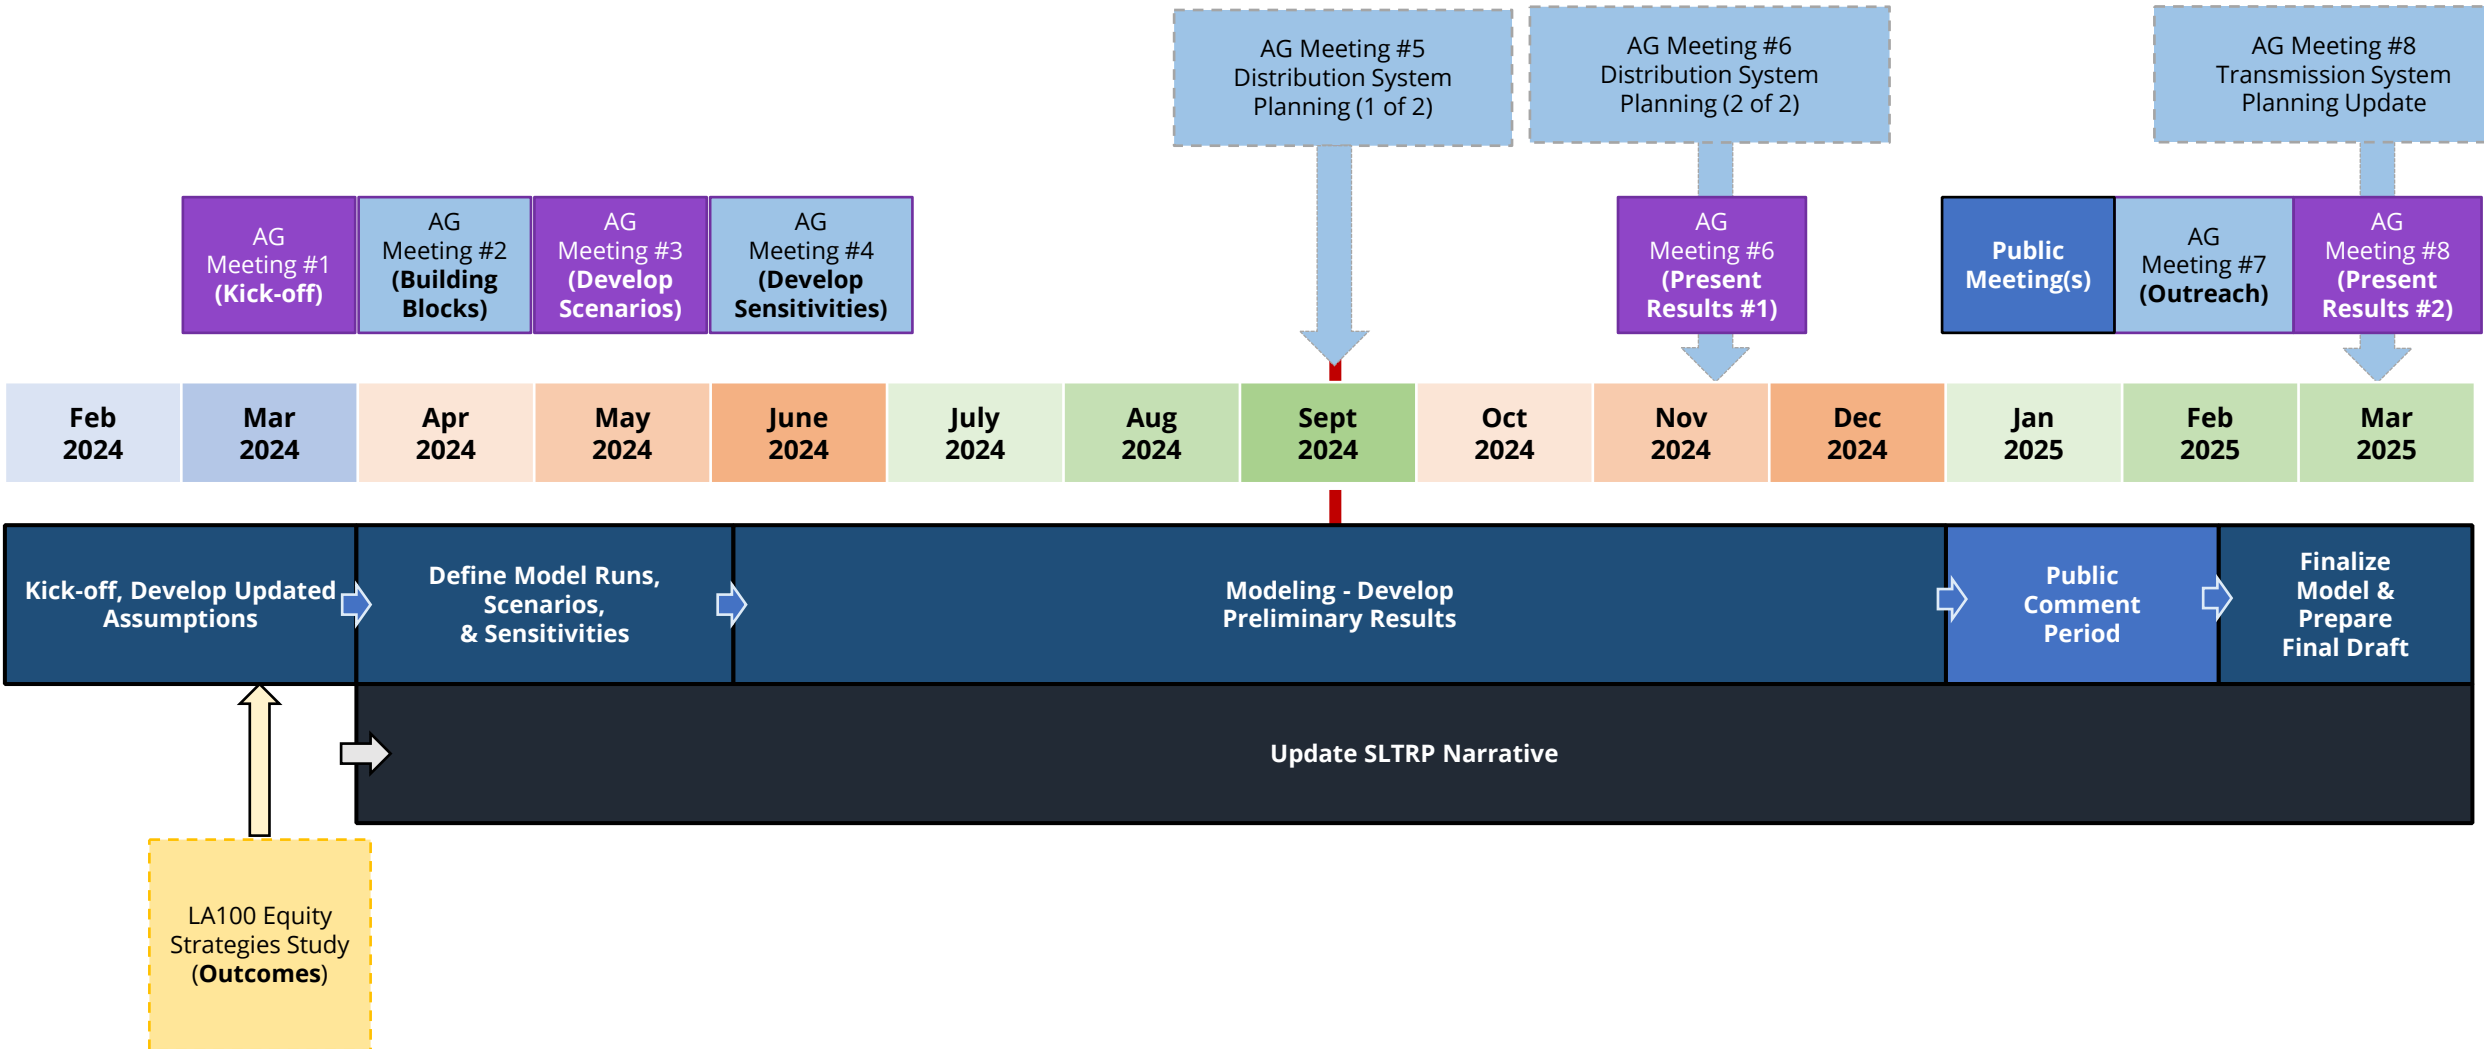 AG Meeting #5
Distribution System
Planning (1 of 2)
AG Meeting #6
Distribution System
Planning (2 of 2)
AG Meeting #8
Transmission System
Planning Update
AG
Meeting #1
(Kick-off)
AG
Meeting #2
(Building
Blocks)
AG
Meeting #3
(Develop
Scenarios)
AG
Meeting #4
(Develop
Sensitivities)
AG
Meeting #6
(Present
Results #1)
Public
Meeting(s)
AG
Meeting #7
(Outreach)
AG
Meeting #8
(Present
Results #2)
Feb
2024
Mar
2024
Apr
2024
May
2024
June
2024
July
2024
Aug
2024
Sept
2024
Oct
2024
Nov
2024
Dec
2024
Jan
2025
Feb
2025
Mar
2025
Kick-off, Develop Updated
Assumptions
Define Model Runs,
Scenarios,
& Sensitivities
Modeling - Develop
Preliminary Results
Public
Comment
Period
Finalize
Model &
Prepare
Final Draft
Update SLTRP Narrative
LA100 Equity
Strategies Study
(Outcomes)